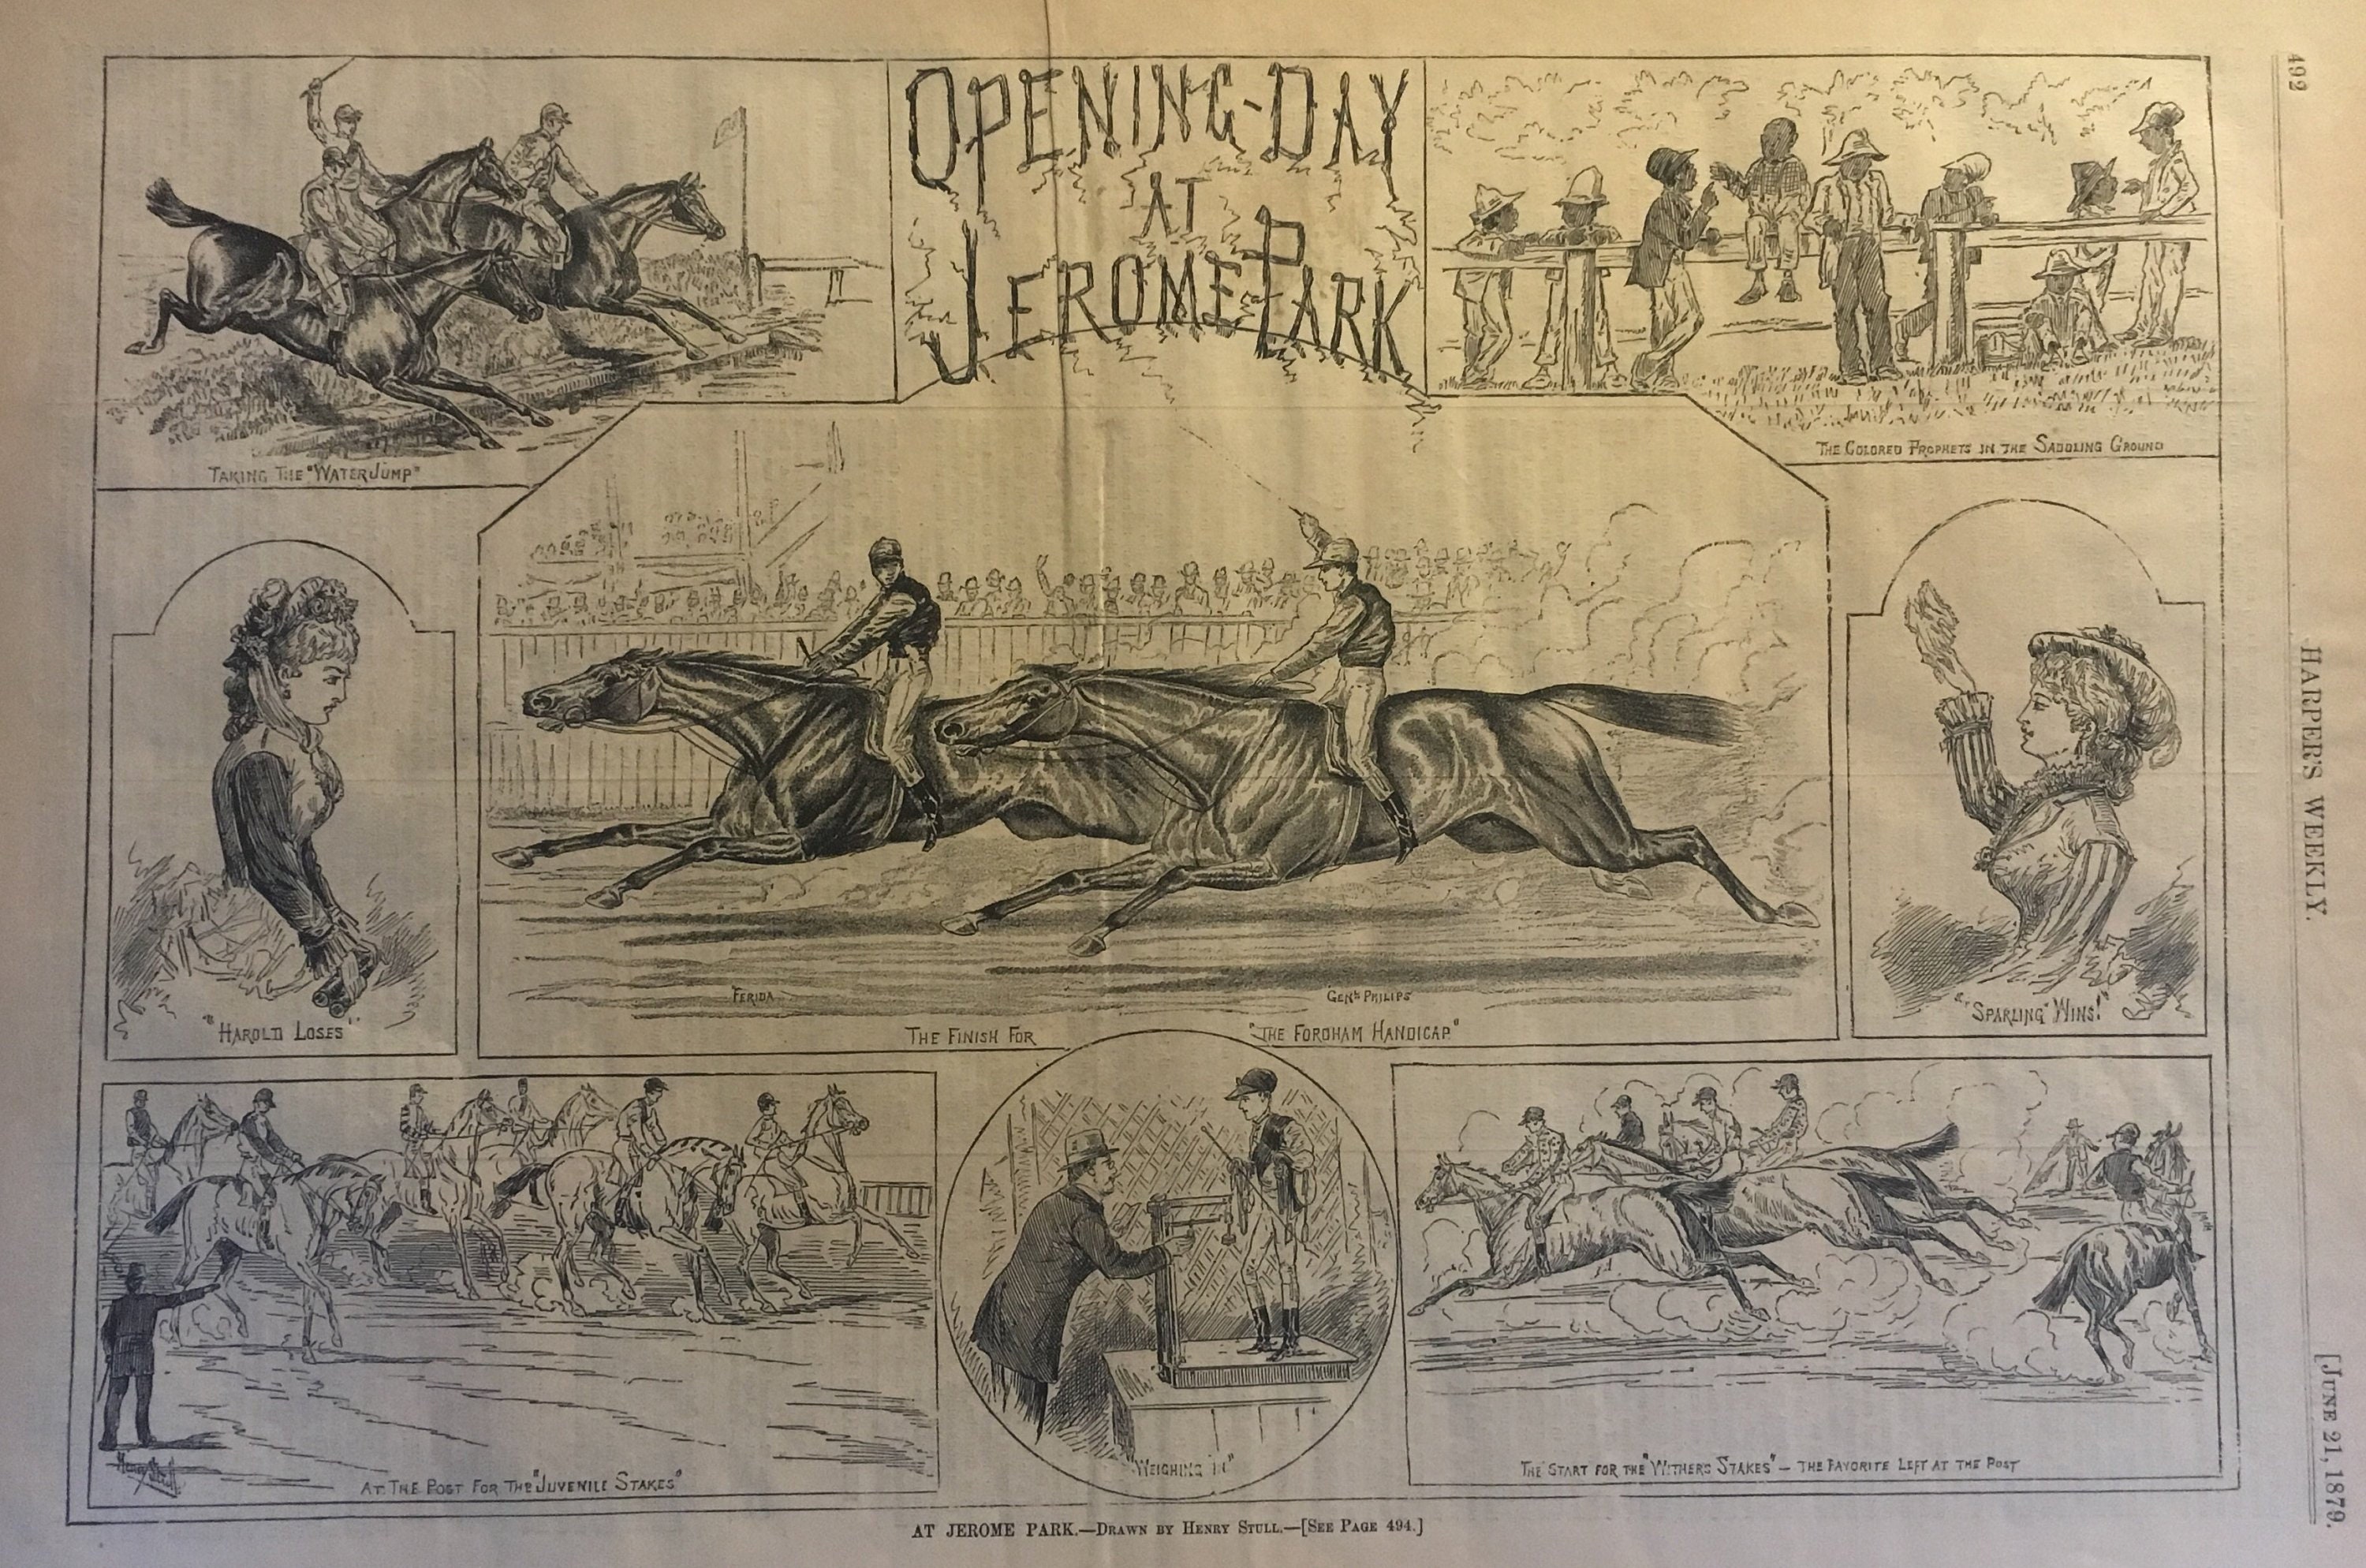 492
HARPER'S WEEKLY.
[JUNE 21, 1879.
OPENING-DAY
AT
JEROME PARK
TAKING THE "WATER JUMP"
THE COLORED PROPHETS IN THE SADDLING GROUND
"HAROLD LOSES"
FERIDA
GENL PHILIPS
THE FINISH FOR "THE FORDHAM HANDICAP"
"SPARLING" WINS!"
Henry Stull
AT THE POST FOR THE "JUVENILE STAKES"
"WEIGHING IN"
THE START FOR THE "WITHERS STAKES" – THE FAVORITE LEFT AT THE POST
AT JEROME PARK.—DRAWN BY HENRY STULL.—[SEE PAGE 494.]